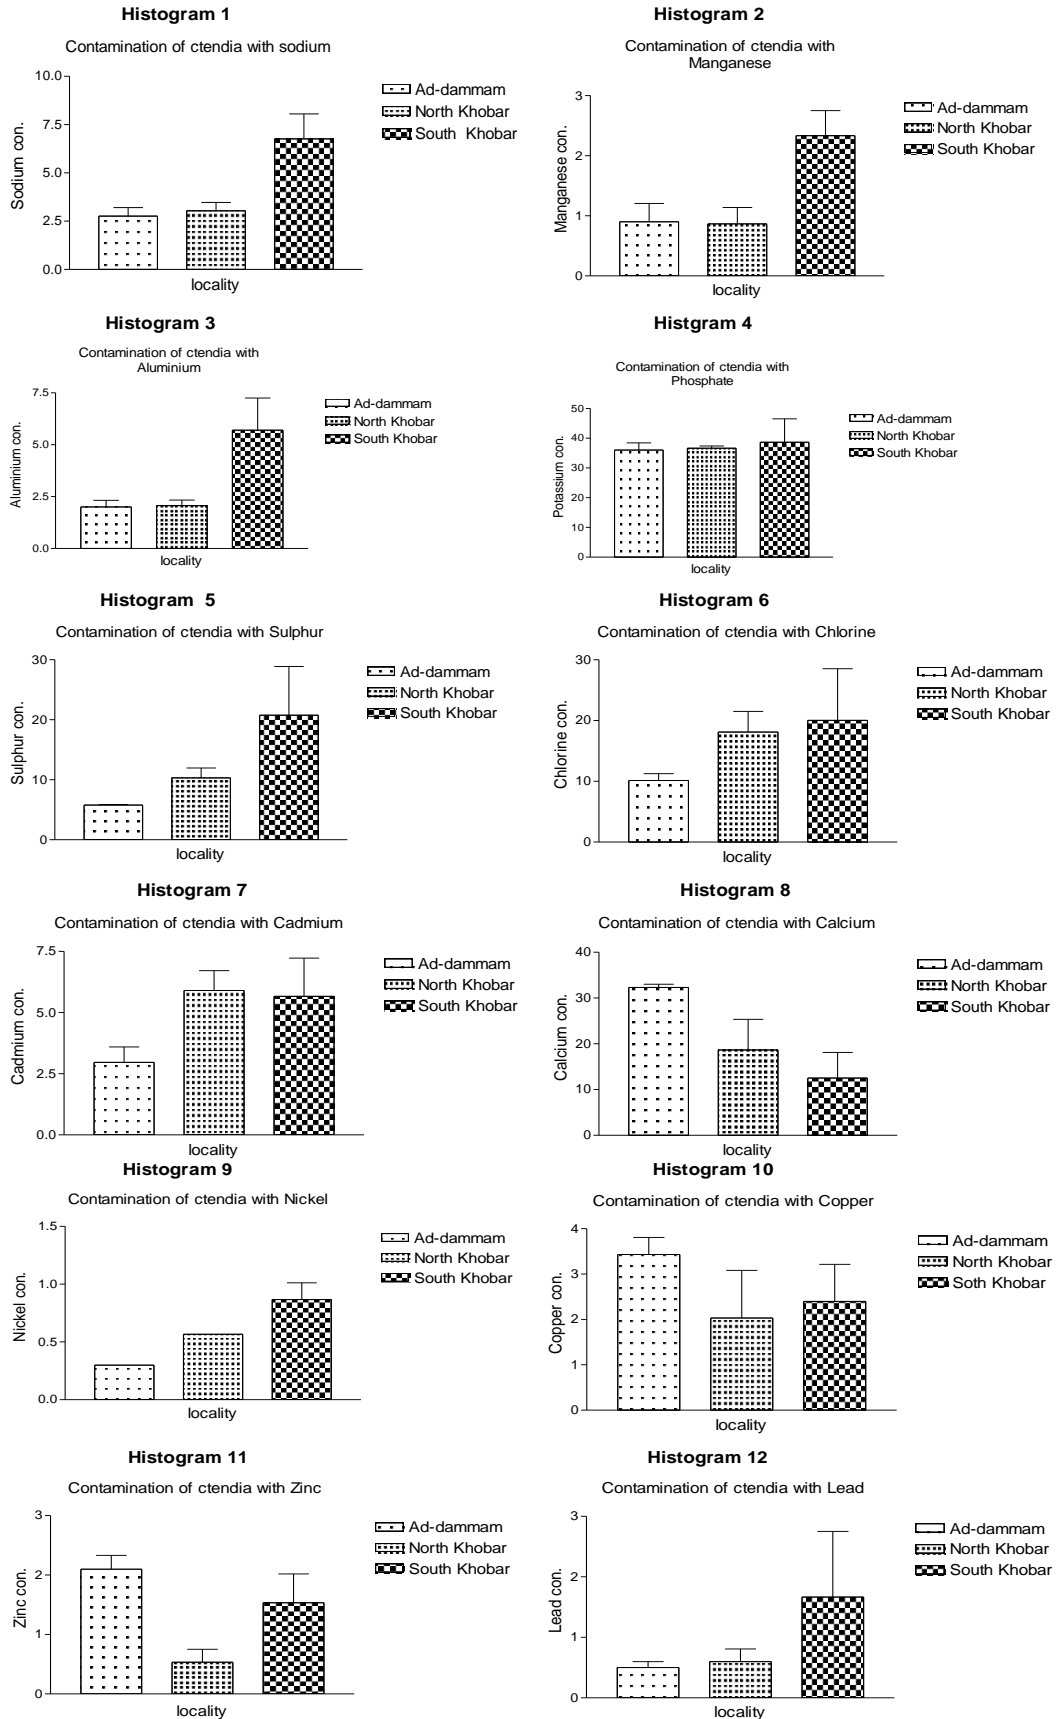 Histogram 1
Contamination of ctendia with sodium
Sodium con.
10.0
7.5
5.0
2.5
0.0
locality
Ad-dammam
North Khobar
South Khobar
Histogram 2
Contamination of ctendia with
Manganese
Manganese con.
3
2
1
0
locality
Ad-dammam
North Khobar
South Khobar
Histogram 3
Contamination of ctendia with
Aluminium
Aluminium con.
7.5
5.0
2.5
0.0
locality
Ad-dammam
North Khobar
South Khobar
Histgram 4
Contamination of ctendia with
Phosphate
Potassium con.
50
40
30
20
10
0
locality
Ad-dammam
North Khobar
South Khobar
Histogram 5
Contamination of ctendia with Sulphur
Sulphur con.
30
20
10
0
locality
Ad-dammam
North Khobar
South Khobar
Histogram 6
Contamination of ctendia with Chlorine
Chlorine con.
30
20
10
0
locality
Ad-dammam
North Khobar
South Khobar
Histogram 7
Contamination of ctendia with Cadmium
Cadmium con.
7.5
5.0
2.5
0.0
locality
Ad-dammam
North Khobar
South Khobar
Histogram 8
Contamination of ctendia with Calcium
Calcium con.
40
30
20
10
0
locality
Ad-dammam
North Khobar
South Khobar
Histogram 9
Contamination of ctendia with Nickel
Nickel con.
1.5
1.0
0.5
0.0
locality
Ad-dammam
North Khobar
South Khobar
Histogram 10
Contamination of ctendia with Copper
Copper con.
4
3
2
1
0
locality
Ad-dammam
North Khobar
Soth Khobar
Histogram 11
Contamination of ctendia with Zinc
Zinc con.
3
2
1
0
locality
Ad-dammam
North Khobar
South Khobar
Histogram 12
Contamination of ctendia with Lead
Lead con.
3
2
1
0
locality
Ad-dammam
North Khobar
South Khobar